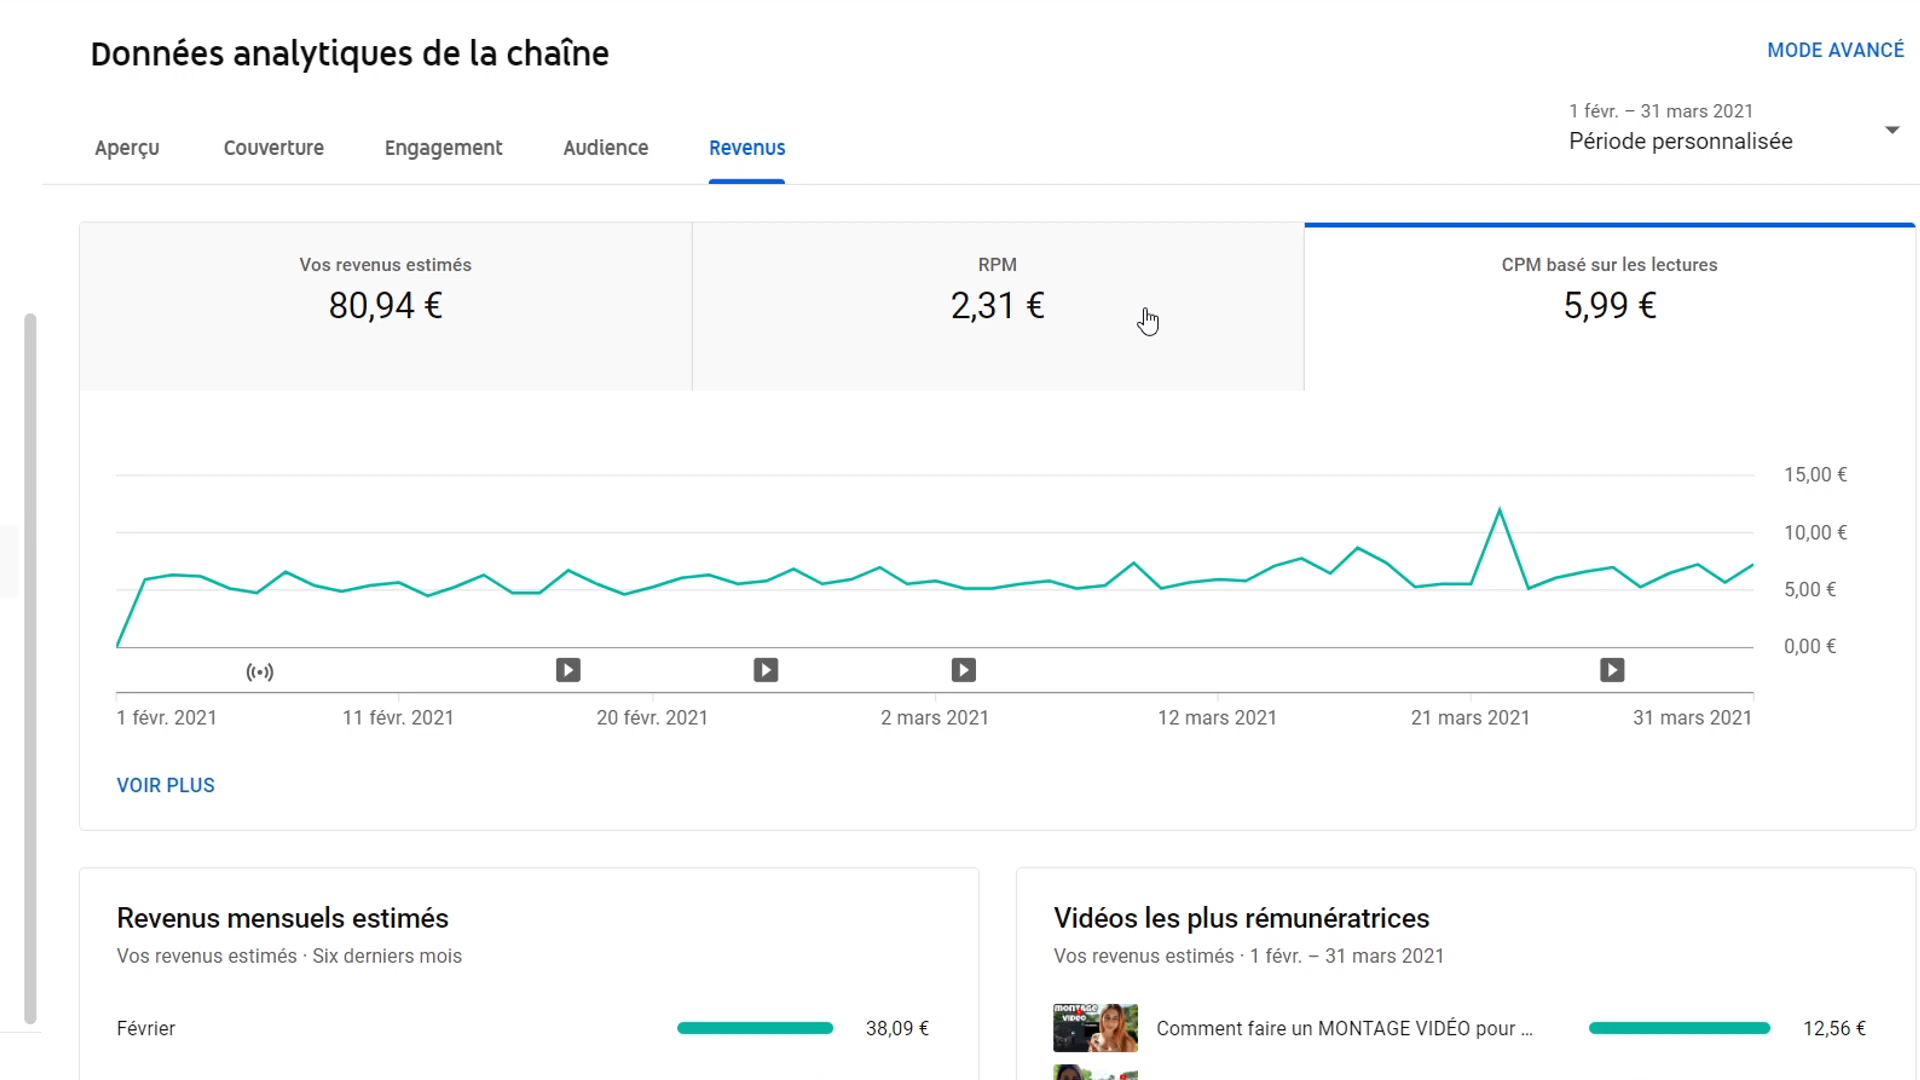 Données analytiques de la chaîne
MODE AVANCÉ
1 févr. – 31 mars 2021
Période personnalisée
Aperçu
Couverture
Engagement
Audience
Revenus
Vos revenus estimés
80,94 €
RPM
2,31 €
CPM basé sur les lectures
5,99 €
15,00 €
10,00 €
5,00 €
0,00 €
1 févr. 2021
11 févr. 2021
20 févr. 2021
2 mars 2021
12 mars 2021
21 mars 2021
31 mars 2021
VOIR PLUS
Revenus mensuels estimés
Vos revenus estimés · Six derniers mois
Février
38,09 €
Vidéos les plus rémunératrices
Vos revenus estimés · 1 févr. – 31 mars 2021
MONTAGE
VIDEO
Comment faire un MONTAGE VIDÉO pour ...
12,56 €